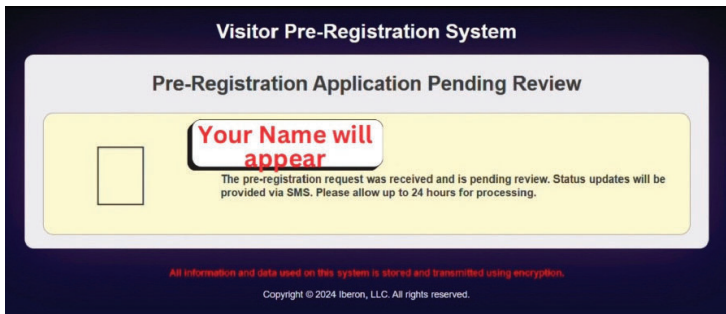 Visitor Pre-Registration System
Pre-Registration Application Pending Review
Your Name will
appear
The pre-registration request was received and is pending review. Status updates will be
provided via SMS. Please allow up to 24 hours for processing.
All information and data used on this system is stored and transmitted using encryption.
Copyright © 2024 Iberon, LLC. All rights reserved.